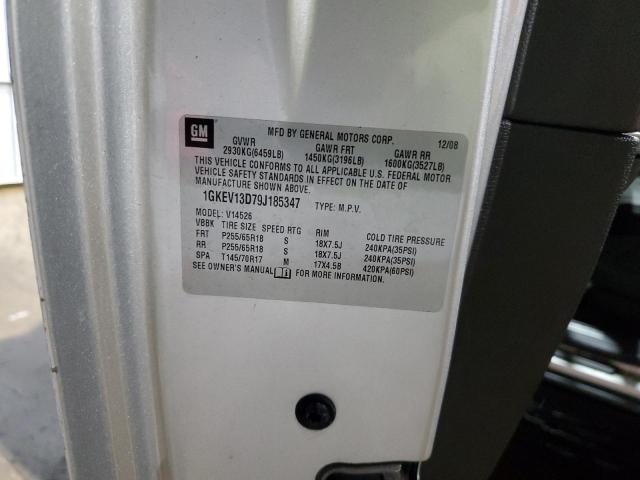 GM
MFD BY GENERAL MOTORS CORP. 12/08
GVWR GAWR FRT GAWR RR
2930KG(6459LB) 1450KG(3196LB) 1600KG(3527LB)
THIS VEHICLE CONFORMS TO ALL APPLICABLE U.S. FEDERAL MOTOR
VEHICLE SAFETY STANDARDS IN EFFECT ON THE DATE OF
MANUFACTURE SHOWN ABOVE.
1GKEV13D79J185347 TYPE: M.P.V.
MODEL: V14526
VBBK TIRE SIZE SPEED RTG RIM COLD TIRE PRESSURE
FRT P255/65R18 S 18X7.5J 240KPA(35PSI)
RR P255/65R18 S 18X7.5J 240KPA(35PSI)
SPA T145/70R17 M 17X4.5B 420KPA(60PSI)
SEE OWNER'S MANUAL FOR MORE INFORMATION.